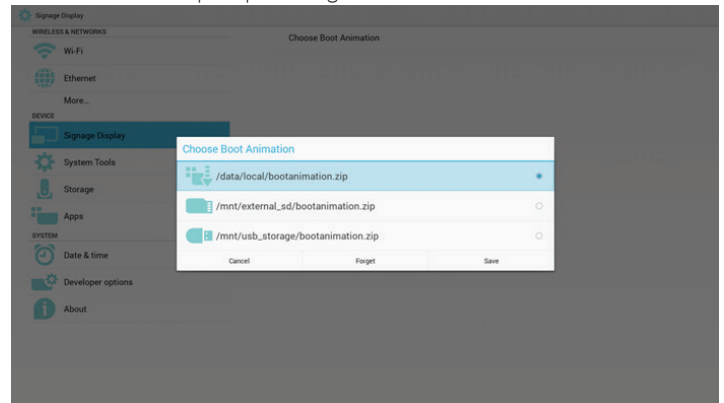 Signage Display
WIRELESS & NETWORKS
Choose Boot Animation
Wi-Fi
Ethernet
More...
DEVICE
Signage Display
System Tools
Storage
Apps
SYSTEM
Date & time
Developer options
About
Choose Boot Animation
/data/local/bootanimation.zip
/mnt/external_sd/bootanimation.zip
/mnt/usb_storage/bootanimation.zip
Cancel Forget Save